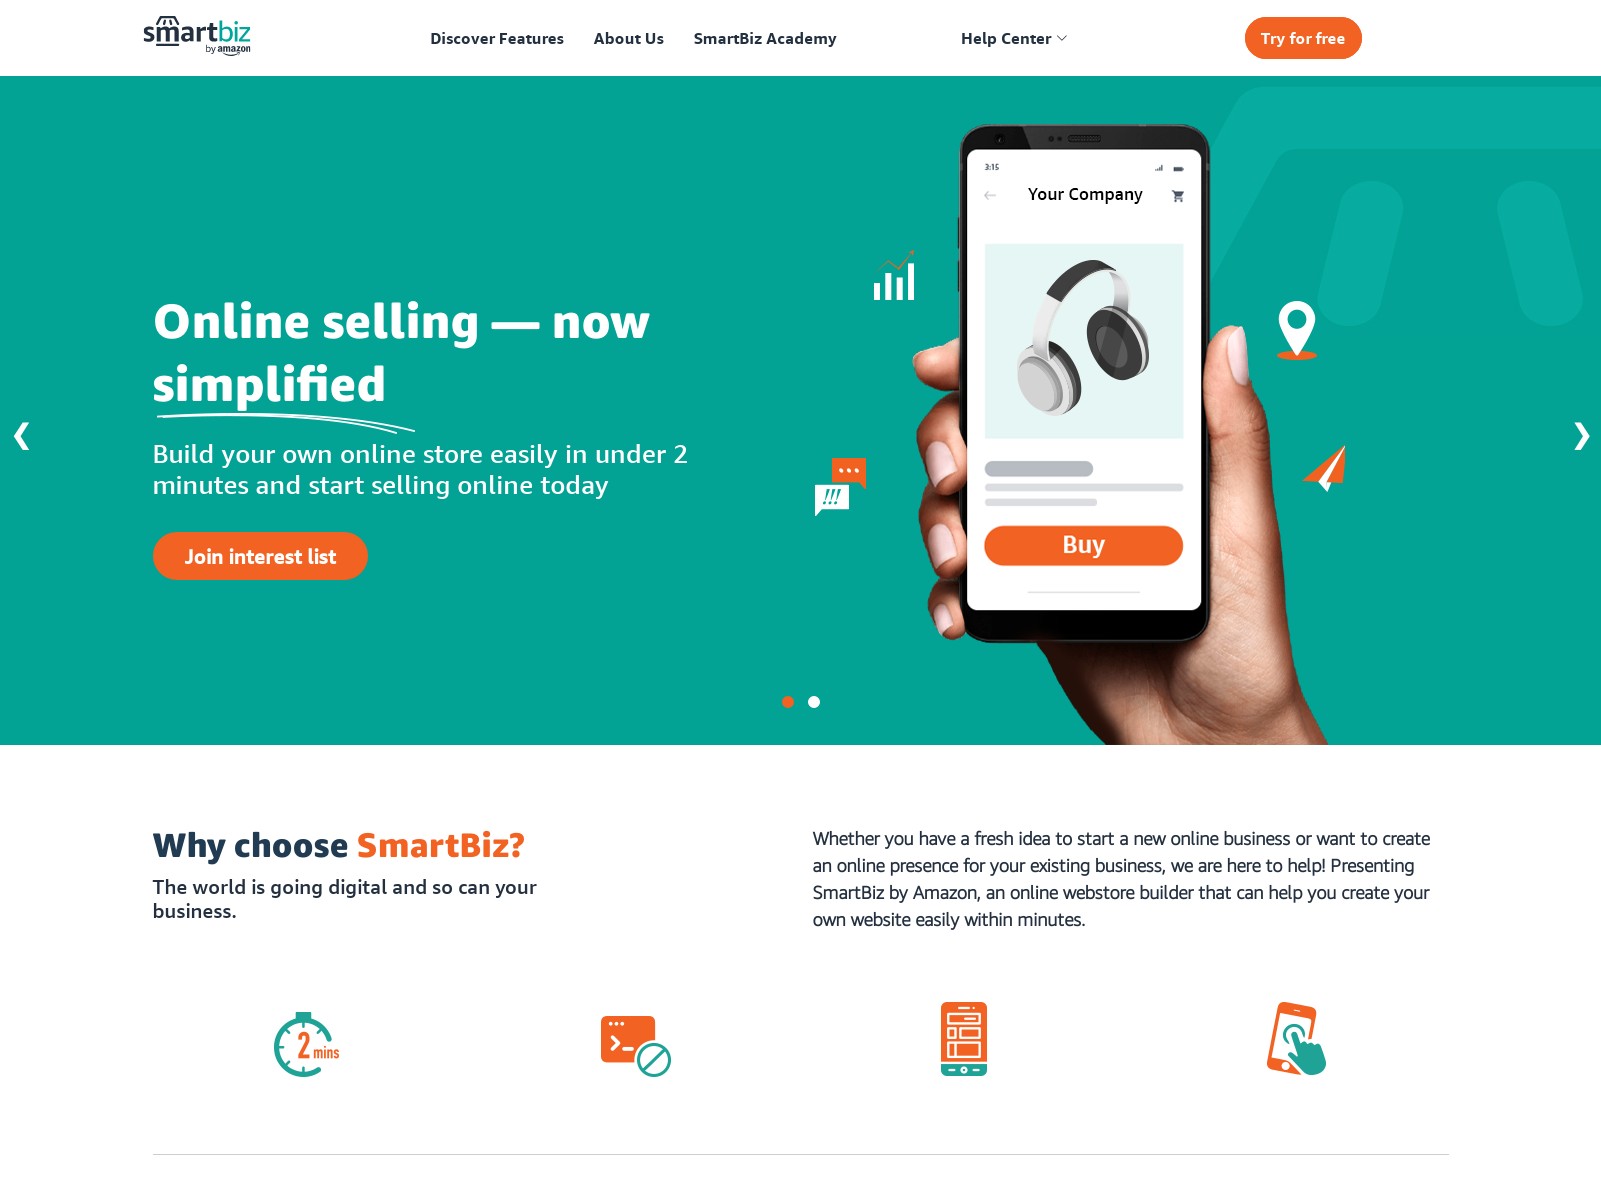 smartbiz
by amazon
Discover Features
About Us
SmartBiz Academy
Help Center
Try for free
Online selling — now
simplified
Build your own online store easily in under 2
minutes and start selling online today
Join interest list
3:15
Your Company
Buy
!!!
Why choose SmartBiz?
The world is going digital and so can your
business.
Whether you have a fresh idea to start a new online business or want to create
an online presence for your existing business, we are here to help! Presenting
SmartBiz by Amazon, an online webstore builder that can help you create your
own website easily within minutes.
2 mins